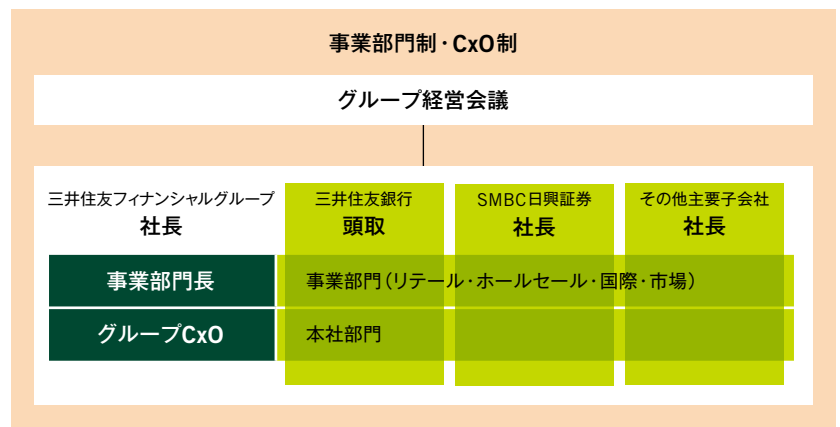 事業部門制・CxO制
グループ経営会議
三井住友フィナンシャルグループ
社長
三井住友銀行
頭取
SMBC日興証券
社長
その他主要子会社
社長
事業部門長
事業部門（リテール・ホールセール・国際・市場）
グループCxO
本社部門